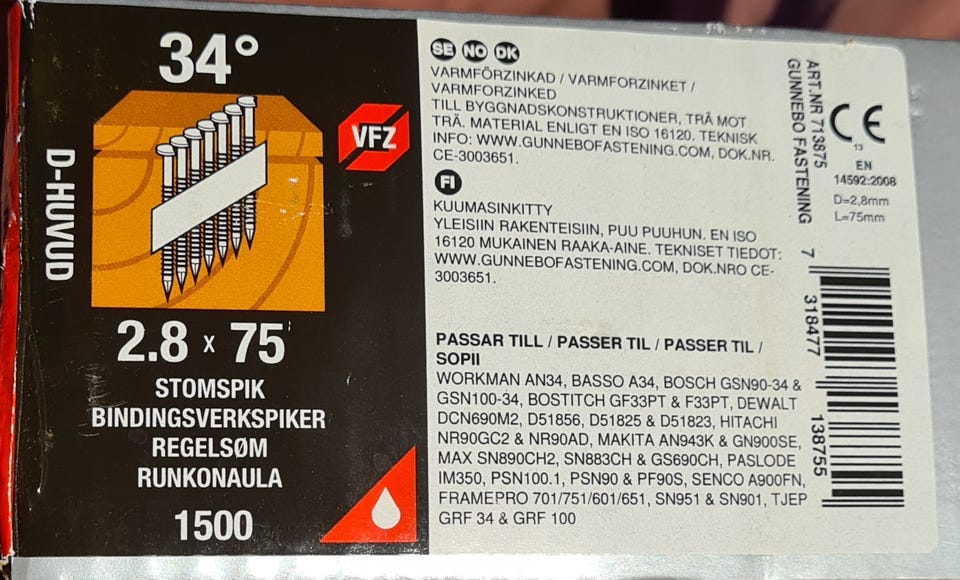 34°
VFZ
D-HUVUD
2.8 x 75
STOMSPIK
BINDINGSVERKSPIKER
REGELSØM
RUNKONAULA
1500
SE NO DK
VARMFÖRZINKAD / VARMFORZINKET /
VARMFORZINKED
TILL BYGGNADSKONSTRUKTIONER, TRÄ MOT
TRÄ. MATERIAL ENLIGT EN ISO 16120. TEKNISK
INFO: WWW.GUNNEBOFASTENING.COM, DOK.NR.
CE-3003651.
FI
KUUMASINKITTY
YLEISIIN RAKENTEISIIN, PUU PUUHUN. EN ISO
16120 MUKAINEN RAAKA-AINE. TEKNISET TIEDOT:
WWW.GUNNEBOFASTENING.COM, DOK.NRO CE-
3003651.
PASSAR TILL / PASSER TIL / PASSER TIL /
SOPII
WORKMAN AN34, BASSO A34, BOSCH GSN90-34 &
GSN100-34, BOSTITCH GF33PT & F33PT, DEWALT
DCN690M2, D51856, D51825 & D51823, HITACHI
NR90GC2 & NR90AD, MAKITA AN943K & GN900SE,
MAX SN890CH2, SN883CH & GS690CH, PASLODE
IM350, PSN100.1, PSN90 & PF90S, SENCO A900FN,
FRAMEPRO 701/751/601/651, SN951 & SN901, TJEP
GRF 34 & GRF 100
ART.NR 713875
GUNNEBO FASTENING
CE
13
EN
14592:2008
D=2,8mm
L=75mm
7 318477 138755